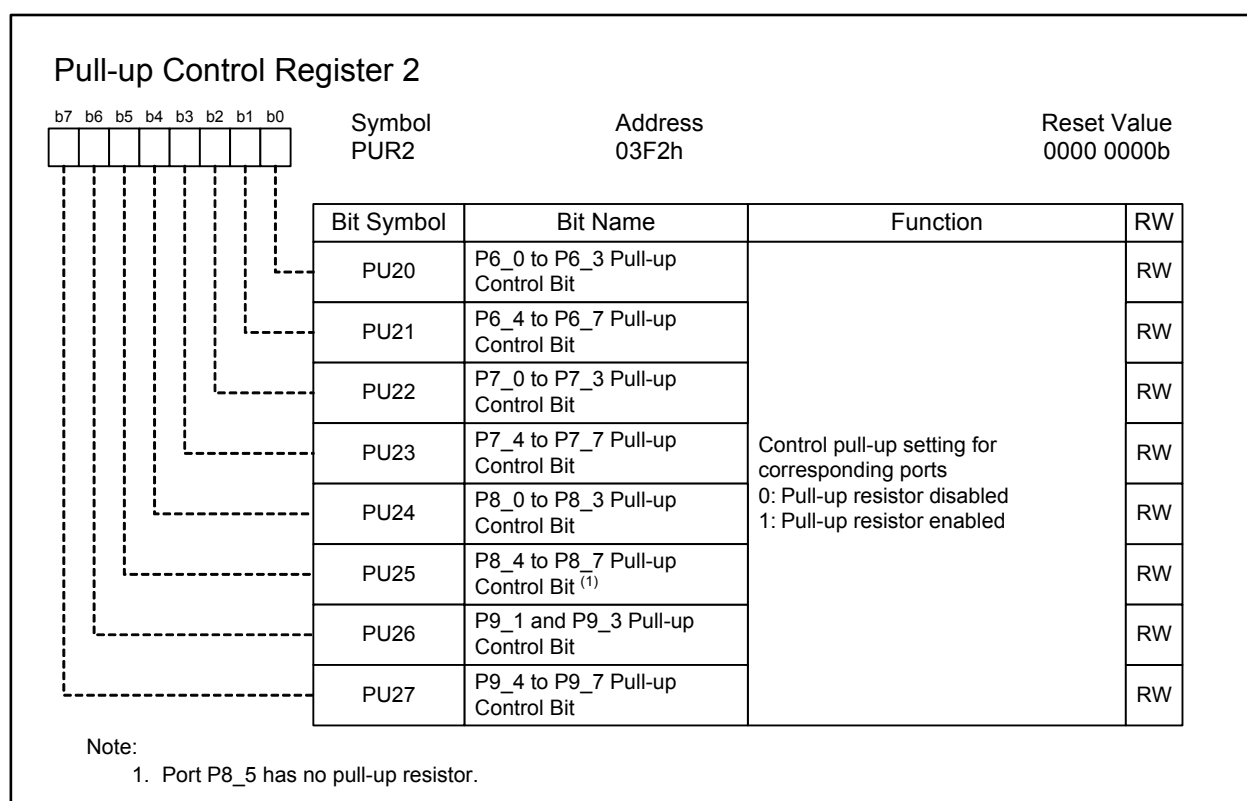 Pull-up Control Register 2
b7 b6 b5 b4 b3 b2 b1 b0
Symbol Address Reset Value
PUR2 03F2h 0000 0000b
Bit Symbol Bit Name Function RW
PU20 P6_0 to P6_3 Pull-up Control Bit RW
PU21 P6_4 to P6_7 Pull-up Control Bit RW
PU22 P7_0 to P7_3 Pull-up Control Bit RW
PU23 P7_4 to P7_7 Pull-up Control Bit RW
PU24 P8_0 to P8_3 Pull-up Control Bit RW
PU25 P8_4 to P8_7 Pull-up Control Bit (1) RW
PU26 P9_1 and P9_3 Pull-up Control Bit RW
PU27 P9_4 to P9_7 Pull-up Control Bit RW
Control pull-up setting for
corresponding ports
0: Pull-up resistor disabled
1: Pull-up resistor enabled
Note:
1. Port P8_5 has no pull-up resistor.